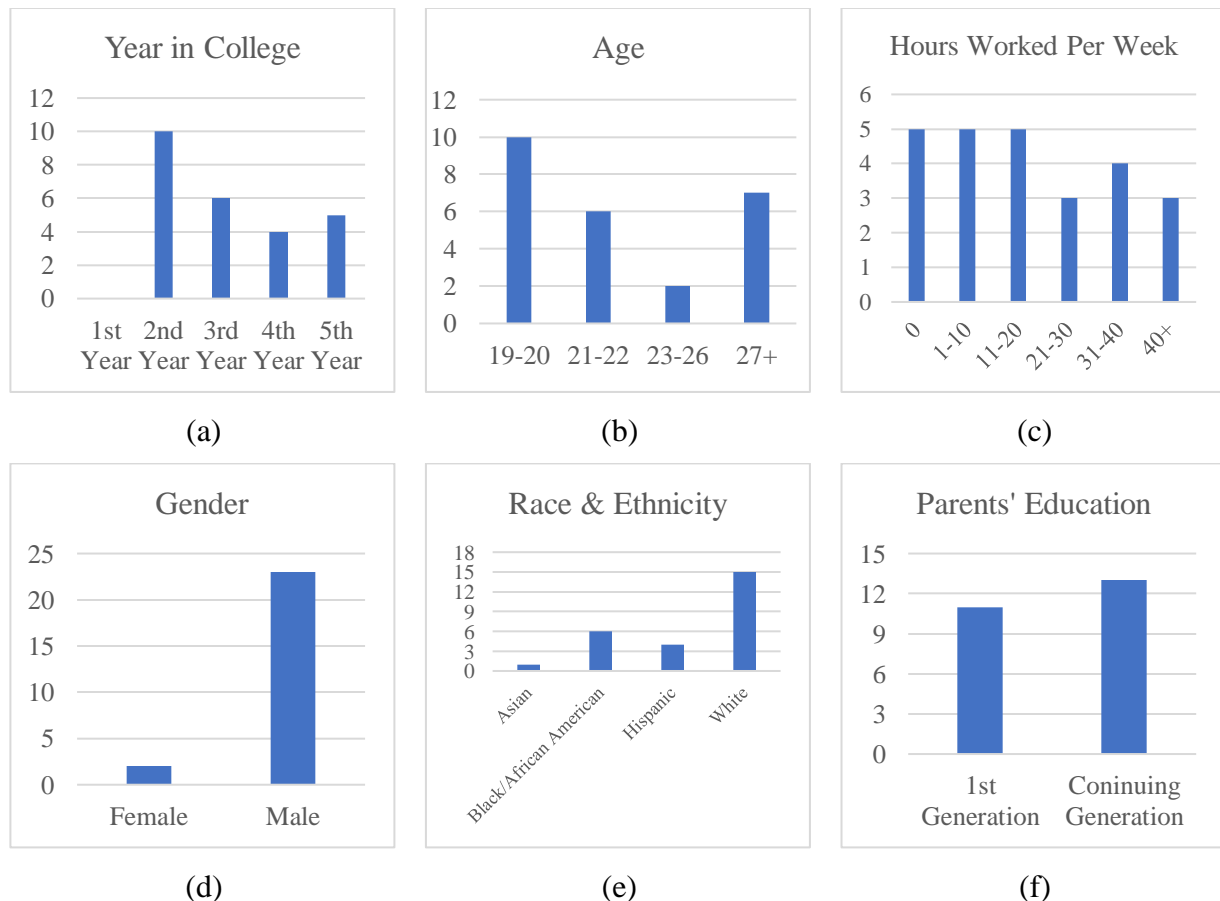 Year in College
12
10
8
6
4
2
0
1st Year
2nd Year
3rd Year
4th Year
5th Year
(a)
Age
12
10
8
6
4
2
0
19-20
21-22
23-26
27+
(b)
Hours Worked Per Week
6
5
4
3
2
1
0
0
1-10
11-20
21-30
31-40
40+
(c)
Gender
25
20
15
10
5
0
Female
Male
(d)
Race & Ethnicity
18
15
12
9
6
3
0
Asian
Black/African American
Hispanic
White
(e)
Parents' Education
15
12
9
6
3
0
1st
Generation
Coninuing
Generation
(f)